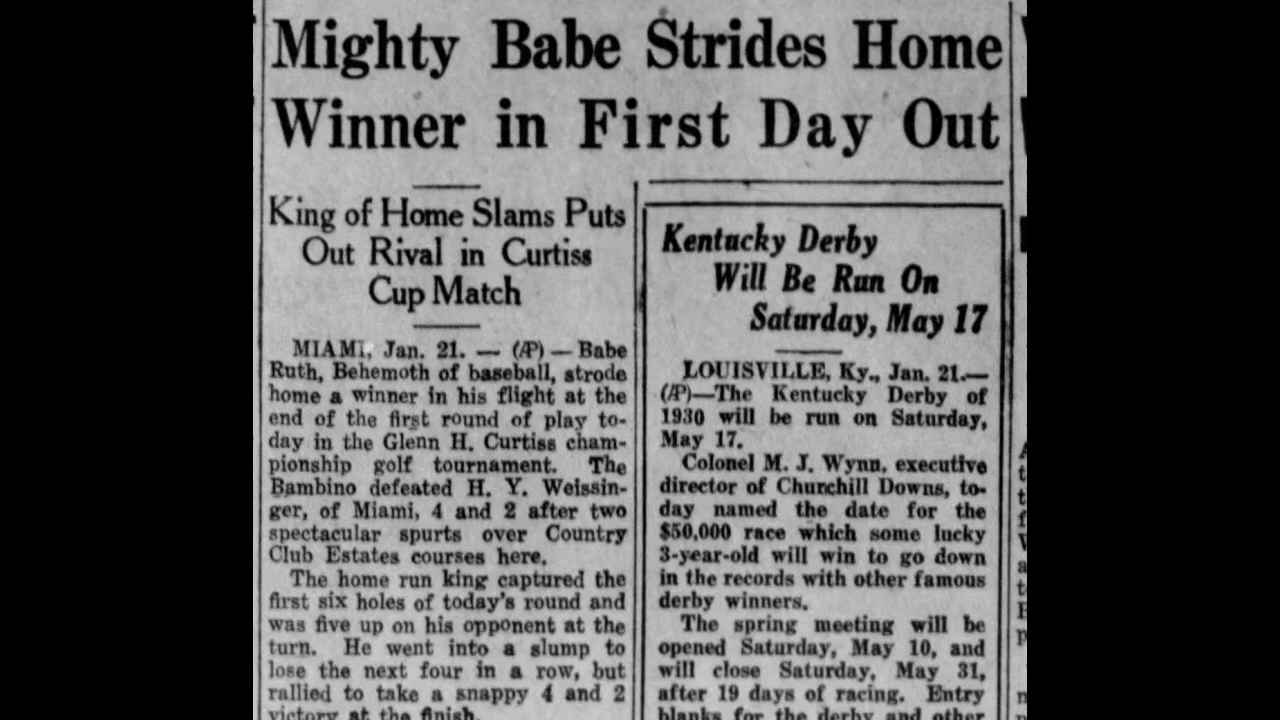 Mighty Babe Strides Home
Winner in First Day Out
King of Home Slams Puts
Out Rival in Curtiss
Cup Match
MIAMI, Jan. 21. — (AP) — Babe
Ruth, Behemoth of baseball, strode
home a winner in his flight at the
end of the first round of play to-
day in the Glenn H. Curtiss cham-
pionship golf tournament. The
Bambino defeated H. Y. Weissin-
ger, of Miami, 4 and 2 after two
spectacular spurts over Country
Club Estates courses here.
The home run king captured the
first six holes of today's round and
was five up on his opponent at the
turn. He went into a slump to
lose the next four in a row, but
rallied to take a snappy 4 and 2
victory at the finish.
Kentucky Derby
Will Be Run On
Saturday, May 17
LOUISVILLE, Ky., Jan. 21.—
(AP)—The Kentucky Derby of
1930 will be run on Saturday,
May 17.
Colonel M. J. Wynn, executive
director of Churchill Downs, to-
day named the date for the
$50,000 race which some lucky
3-year-old will win to go down
in the records with other famous
derby winners.
The spring meeting will be
opened Saturday, May 10, and
will close Saturday, May 31,
after 19 days of racing. Entry
blanks for the derby and other